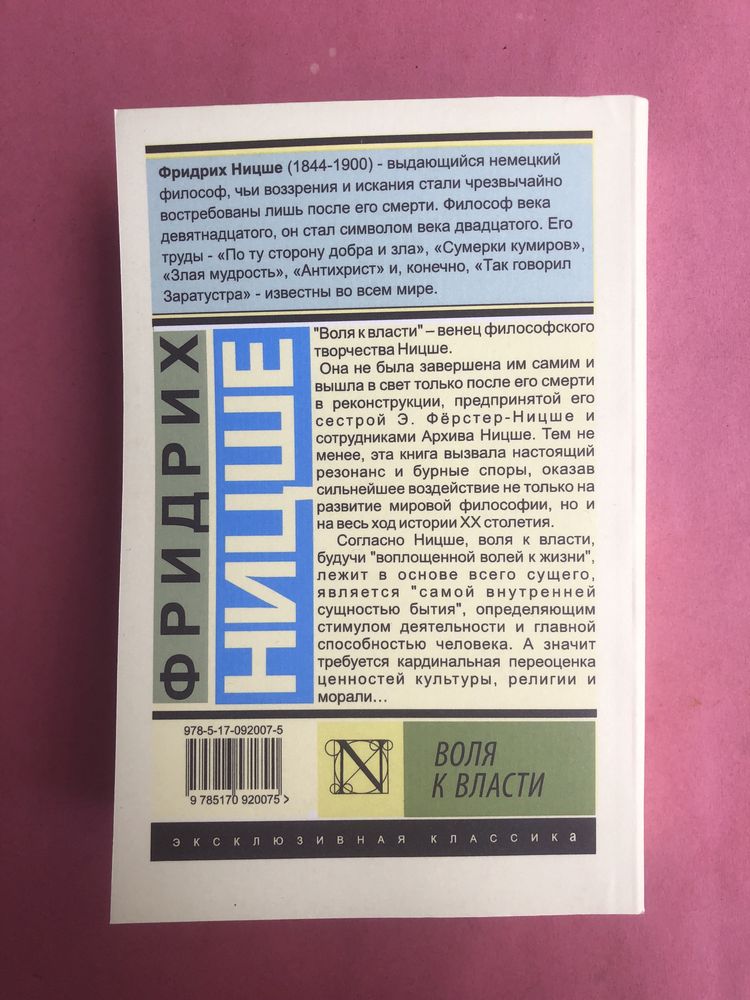 Фридрих Ницше (1844-1900) - выдающийся немецкий
философ, чьи воззрения и искания стали чрезвычайно
востребованы лишь после его смерти. Философ века
девятнадцатого, он стал символом века двадцатого. Его
труды - «По ту сторону добра и зла», «Сумерки кумиров»,
«Злая мудрость», «Антихрист» и, конечно, «Так говорил
Заратустра» - известны во всем мире.
ФРИДРИХ
НИЦШЕ
"Воля к власти" – венец философского
творчества Ницше.
Она не была завершена им самим и
вышла в свет только после его смерти
в реконструкции, предпринятой его
сестрой Э. Фёрстер-Ницше и
сотрудниками Архива Ницше. Тем не
менее, эта книга вызвала настоящий
резонанс и бурные споры, оказав
сильнейшее воздействие не только на
развитие мировой философии, но и
на весь ход истории XX столетия.
Согласно Ницше, воля к власти,
будучи "воплощенной волей к жизни",
лежит в основе всего сущего,
является "самой внутренней
сущностью бытия", определяющим
стимулом деятельности и главной
способностью человека. А значит
требуется кардинальная переоценка
ценностей культуры, религии и
морали...
978-5-17-092007-5
9 785170 920075 >
N
ВОЛЯ
К ВЛАСТИ
ЭКСКЛЮЗИВНАЯ КЛАССИКа